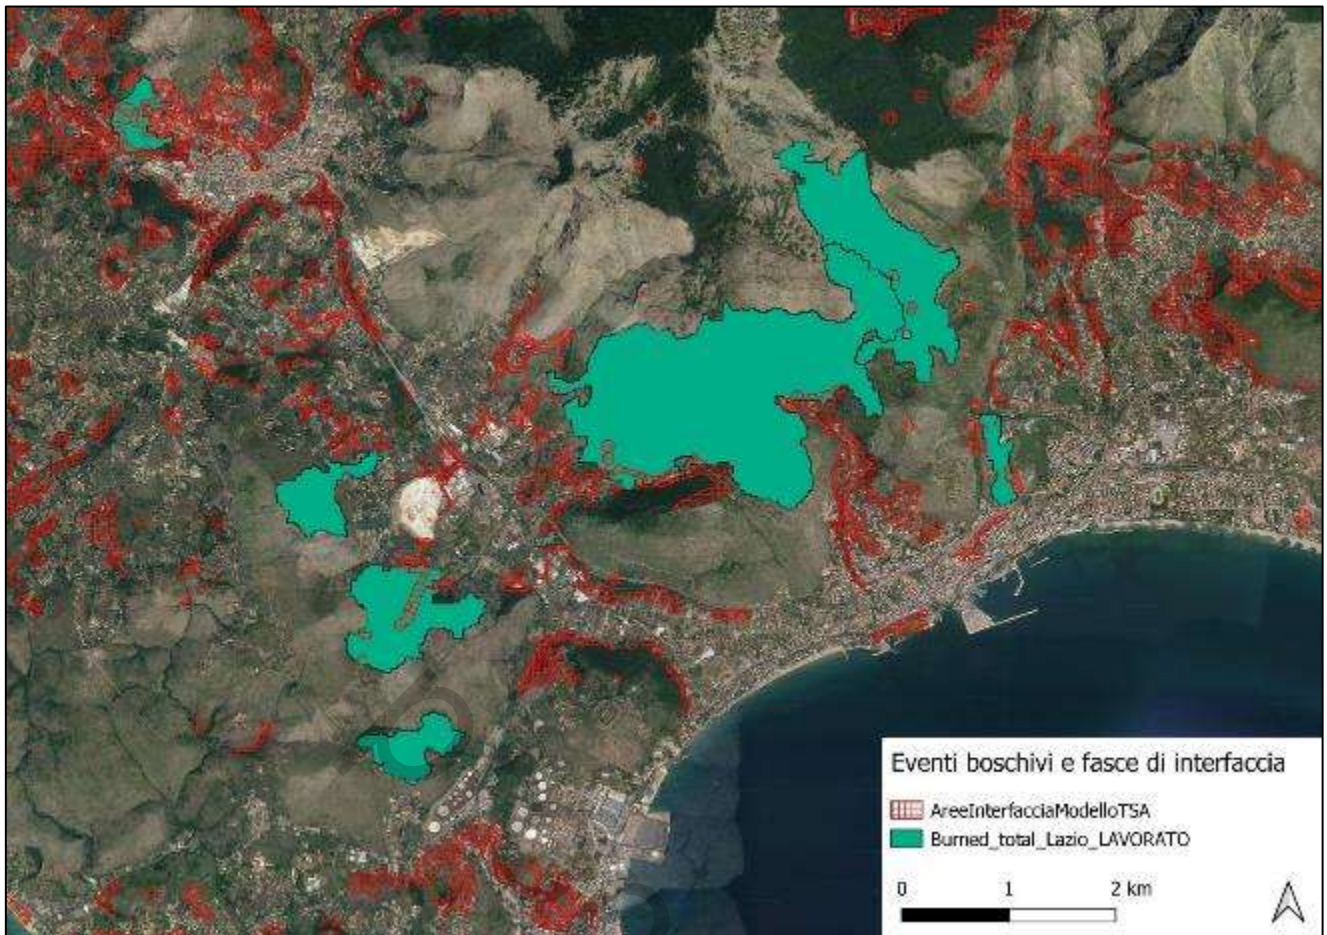 Eventi boschivi e fasce di interfaccia
AreeInterfacciaModelloTSA
Burned_total_Lazio_LAVORATO
0 1 2 km